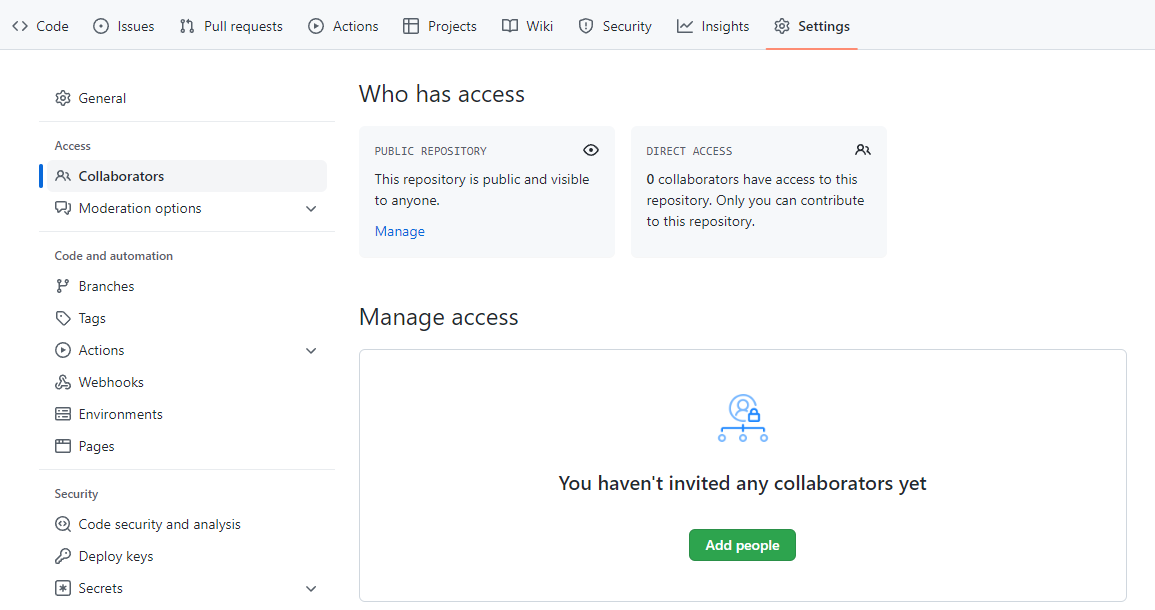 Code Issues Pull requests Actions Projects Wiki Security Insights Settings
General
Access
Collaborators
Moderation options
Code and automation
Branches
Tags
Actions
Webhooks
Environments
Pages
Security
Code security and analysis
Deploy keys
Secrets
Who has access
PUBLIC REPOSITORY
This repository is public and visible
to anyone.
Manage
DIRECT ACCESS
0 collaborators have access to this
repository. Only you can contribute
to this repository.
Manage access
You haven't invited any collaborators yet
Add people